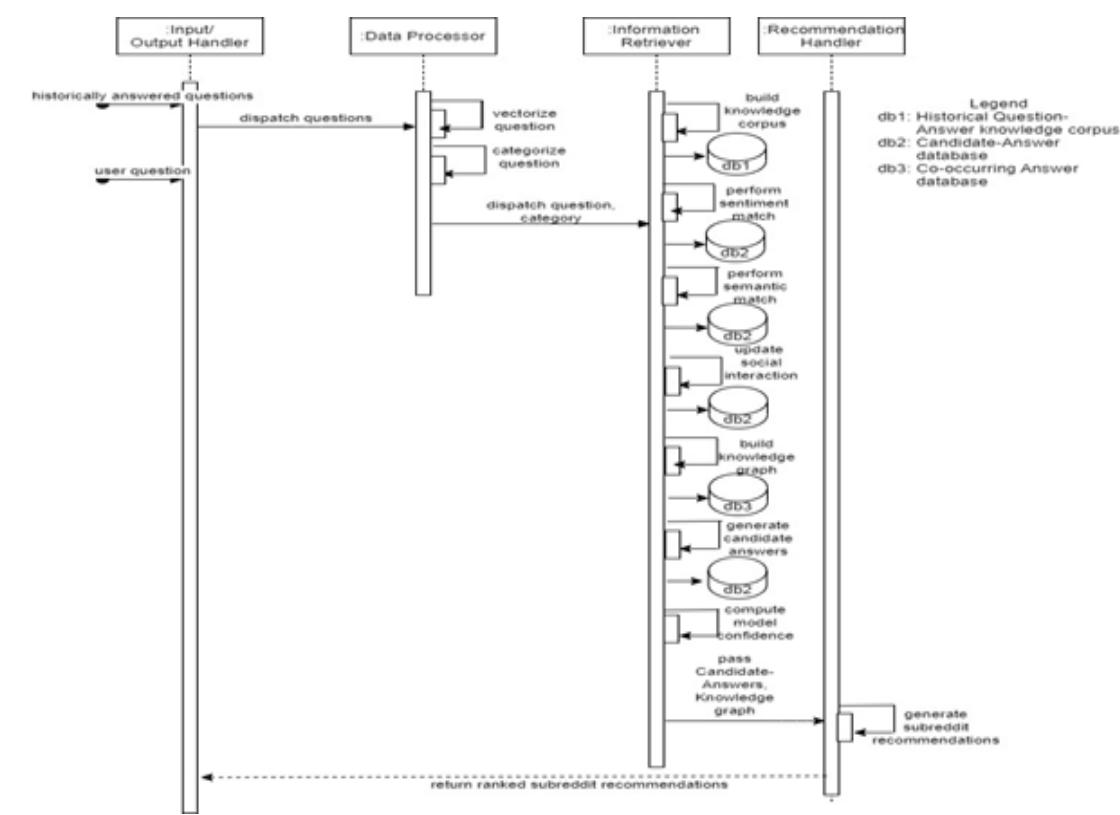 :Input/
Output Handler
:Data Processor
:Information
Retriever
:Recommendation
Handler
historically answered questions
dispatch questions
vectorize
question
categorize
question
user question
dispatch question,
category
build
knowledge
corpus
db1
perform
sentiment
match
db2
perform
semantic
match
db2
update
social
interaction
db2
build
knowledge
graph
db3
generate
candidate
answers
db2
compute
model
confidence
pass
Candidate-
Answers,
Knowledge
graph
generate
subreddit
recommendations
return ranked subreddit recommendations
Legend
db1: Historical Question-
Answer knowledge corpus
db2: Candidate-Answer
database
db3: Co-occurring Answer
database